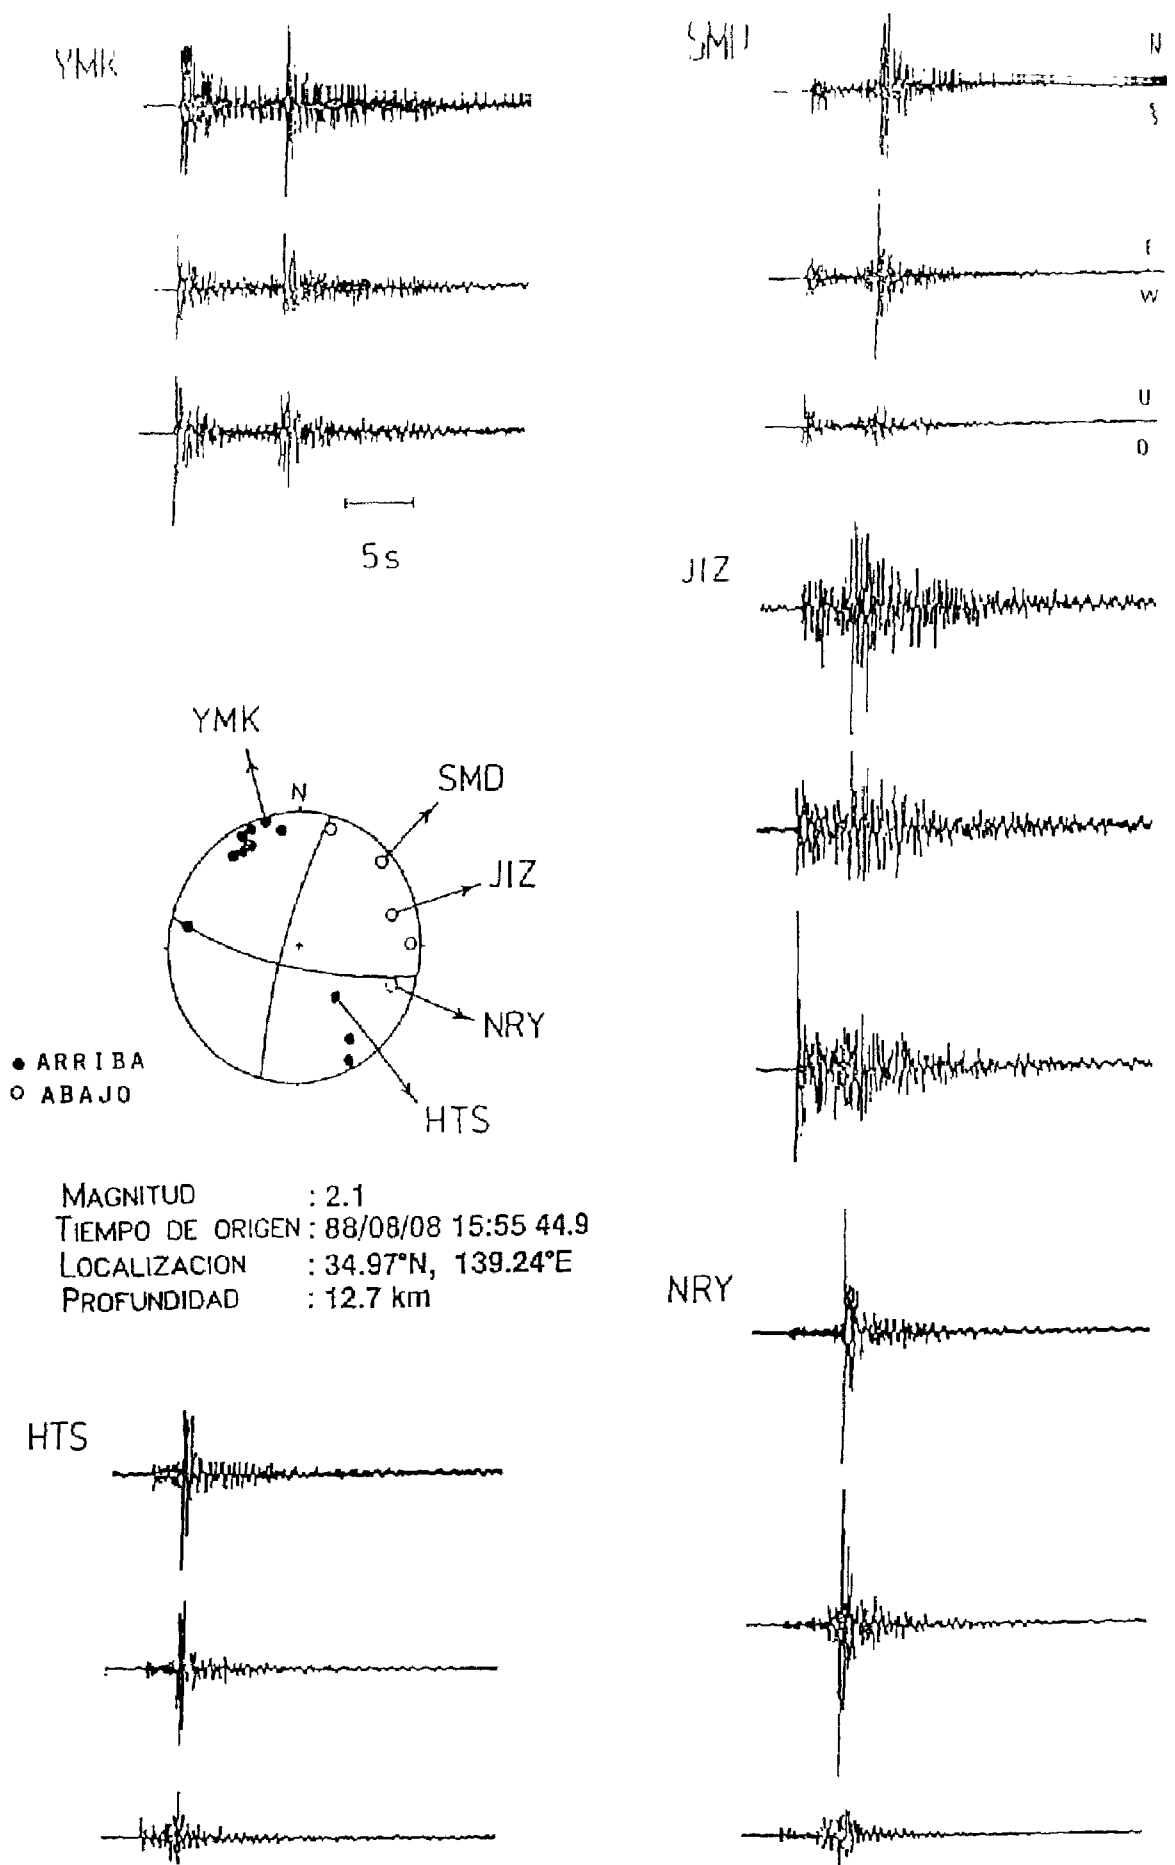 YMK
SMD
N
S
E
W
U
D
5s
JIZ
YMK
N
SMD
JIZ
NRY
HTS
● ARRIBA
○ ABAJO
MAGNITUD : 2.1
TIEMPO DE ORIGEN : 88/08/08 15:55 44.9
LOCALIZACION : 34.97°N, 139.24°E
PROFUNDIDAD : 12.7 km
NRY
HTS